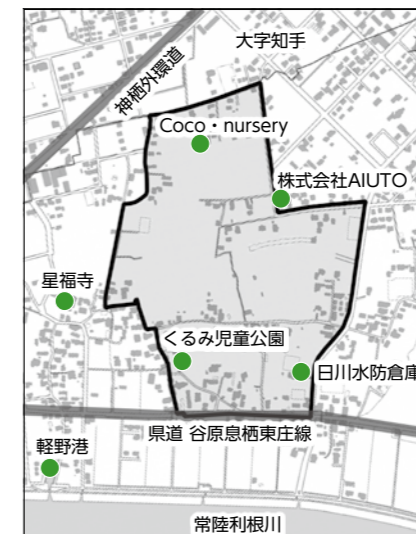 大字知手
神栖外環道
Coco・nursery
株式会社AIUTO
星福寺
くるみ児童公園
日川水防倉庫
県道 谷原息栖東庄線
軽野港
常陸利根川